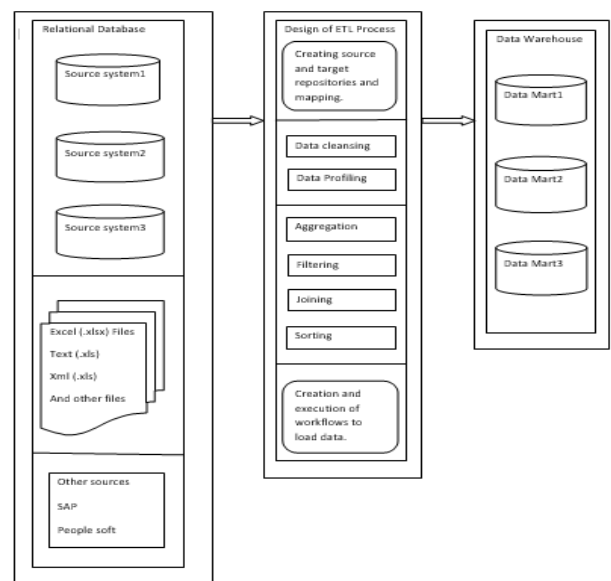 Relational Database
Source system1
Source system2
Source system3
Excel (.xlsx) Files
Text (.xls)
Xml (.xls)
And other files
Other sources
SAP
People soft
Design of ETL Process
Creating source
and target
repositories and
mapping.
Data cleansing
Data Profiling
Aggregation
Filtering
Joining
Sorting
Creation and
execution of
workflows to
load data.
Data Warehouse
Data Mart1
Data Mart2
Data Mart3